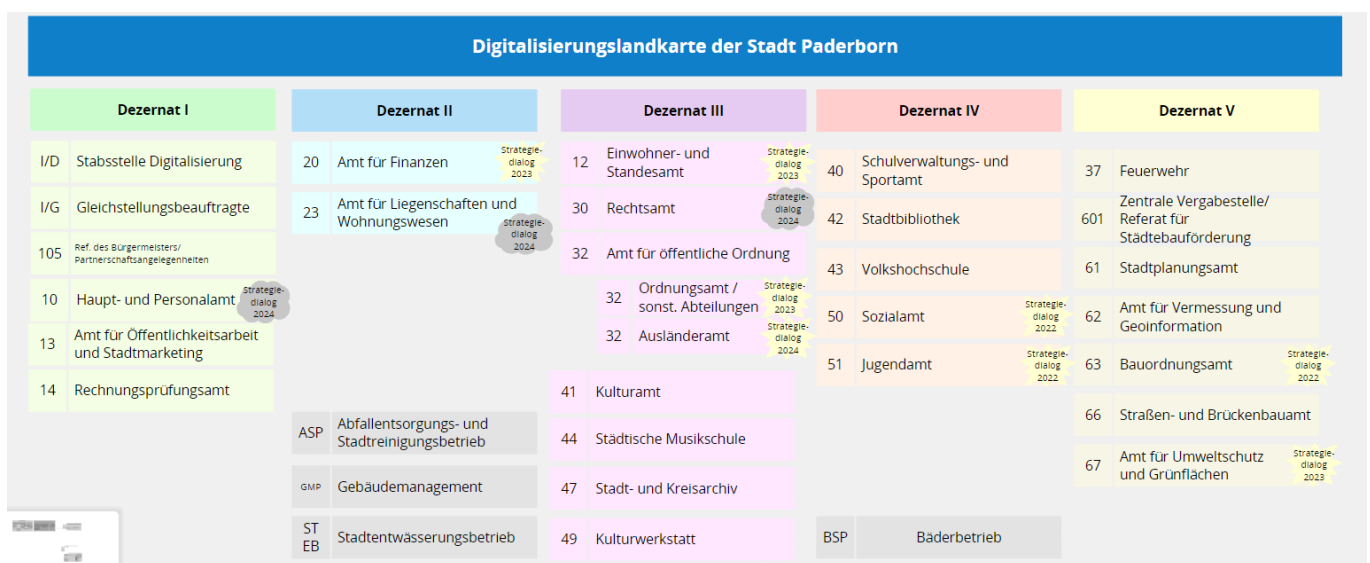 Digitalisierungslandkarte der Stadt Paderborn
Dezernat I
I/D Stabsstelle Digitalisierung
I/G Gleichstellungsbeauftragte
105 Ref. des Bürgermeisters/
Partnerschaftsangelegenheiten
10 Haupt- und Personalamt
Strategie-
dialog
2024
13 Amt für Öffentlichkeitsarbeit
und Stadtmarketing
14 Rechnungsprüfungsamt
Dezernat II
20 Amt für Finanzen
Strategie-
dialog
2023
23 Amt für Liegenschaften und
Wohnungswesen
Strategie-
dialog
2024
ASP Abfallentsorgungs- und
Stadtreinigungsbetrieb
GMP Gebäudemanagement
ST
EB
Stadtentwässerungsbetrieb
Dezernat III
12 Einwohner- und
Standesamt
Strategie-
dialog
2023
30 Rechtsamt
Strategie-
dialog
2024
32 Amt für öffentliche Ordnung
32 Ordnungsamt /
sonst. Abteilungen
Strategie-
dialog
2023
32 Ausländeramt
Strategie-
dialog
2024
41 Kulturamt
44 Städtische Musikschule
47 Stadt- und Kreisarchiv
49 Kulturwerkstatt
Dezernat IV
40 Schulverwaltungs- und
Sportamt
42 Stadtbibliothek
43 Volkshochschule
50 Sozialamt
Strategie-
dialog
2022
51 Jugendamt
Strategie-
dialog
2022
BSP Bäderbetrieb
Dezernat V
37 Feuerwehr
601 Zentrale Vergabestelle/
Referat für
Städtebauförderung
61 Stadtplanungsamt
62 Amt für Vermessung und
Geoinformation
63 Bauordnungsamt
Strategie-
dialog
2022
66 Straßen- und Brückenbauamt
67 Amt für Umweltschutz
und Grünflächen
Strategie-
dialog
2023